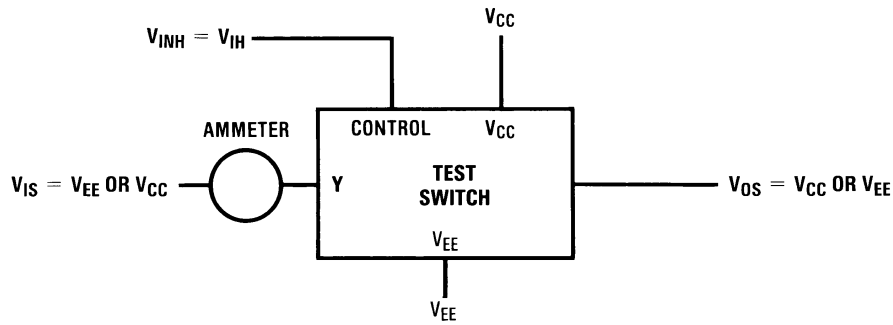 V_CC
V_INH = V_IH
AMMETER
CONTROL
V_CC
V_IS = V_EE OR V_CC
Y
TEST
SWITCH
V_OS = V_CC OR V_EE
V_EE
V_EE